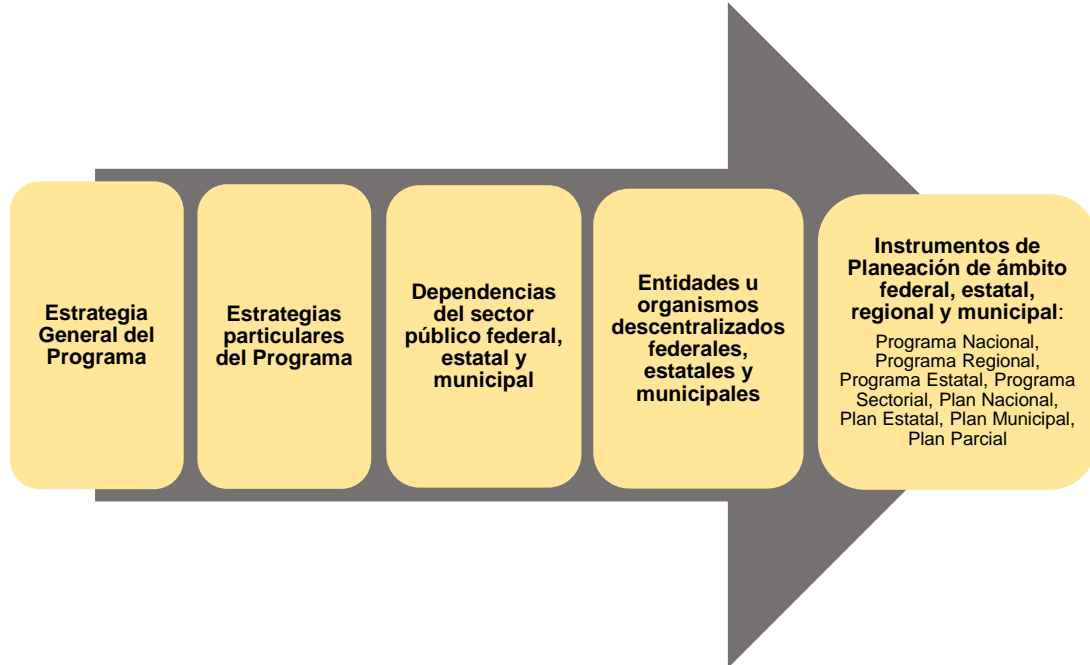 Estrategia
General del
Programa
Estrategias
particulares
del Programa
Dependencias
del sector
público federal,
estatal y
municipal
Entidades u
organismos
descentralizados
federales,
estatales y
municipales
Instrumentos de
Planeación de ámbito
federal, estatal,
regional y municipal:
Programa Nacional,
Programa Regional,
Programa Estatal, Programa
Sectorial, Plan Nacional,
Plan Estatal, Plan Municipal,
Plan Parcial